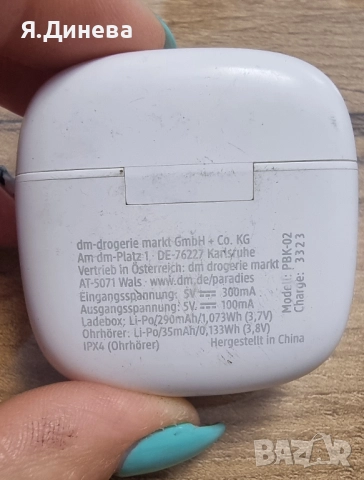 Я.Динева
dm-drogerie markt GmbH + Co. KG
Am dm-Platz 1 · DE-76227 Karlsruhe
Vertrieb in Österreich: dm drogerie markt
AT-5071 Wals · www.dm.de/paradies
Eingangsspannung: 5V ⎓ 300mA
Ausgangsspannung: 5V ⎓ 100mA
Ladebox: Li-Po/290mAh/1,073Wh (3,7V)
Ohrhörer: Li-Po/35mAh/0,133Wh (3,8V)
IPX4 (Ohrhörer) Hergestellt in China
Modell: PBK-02
Charge: 3323
BAZAR